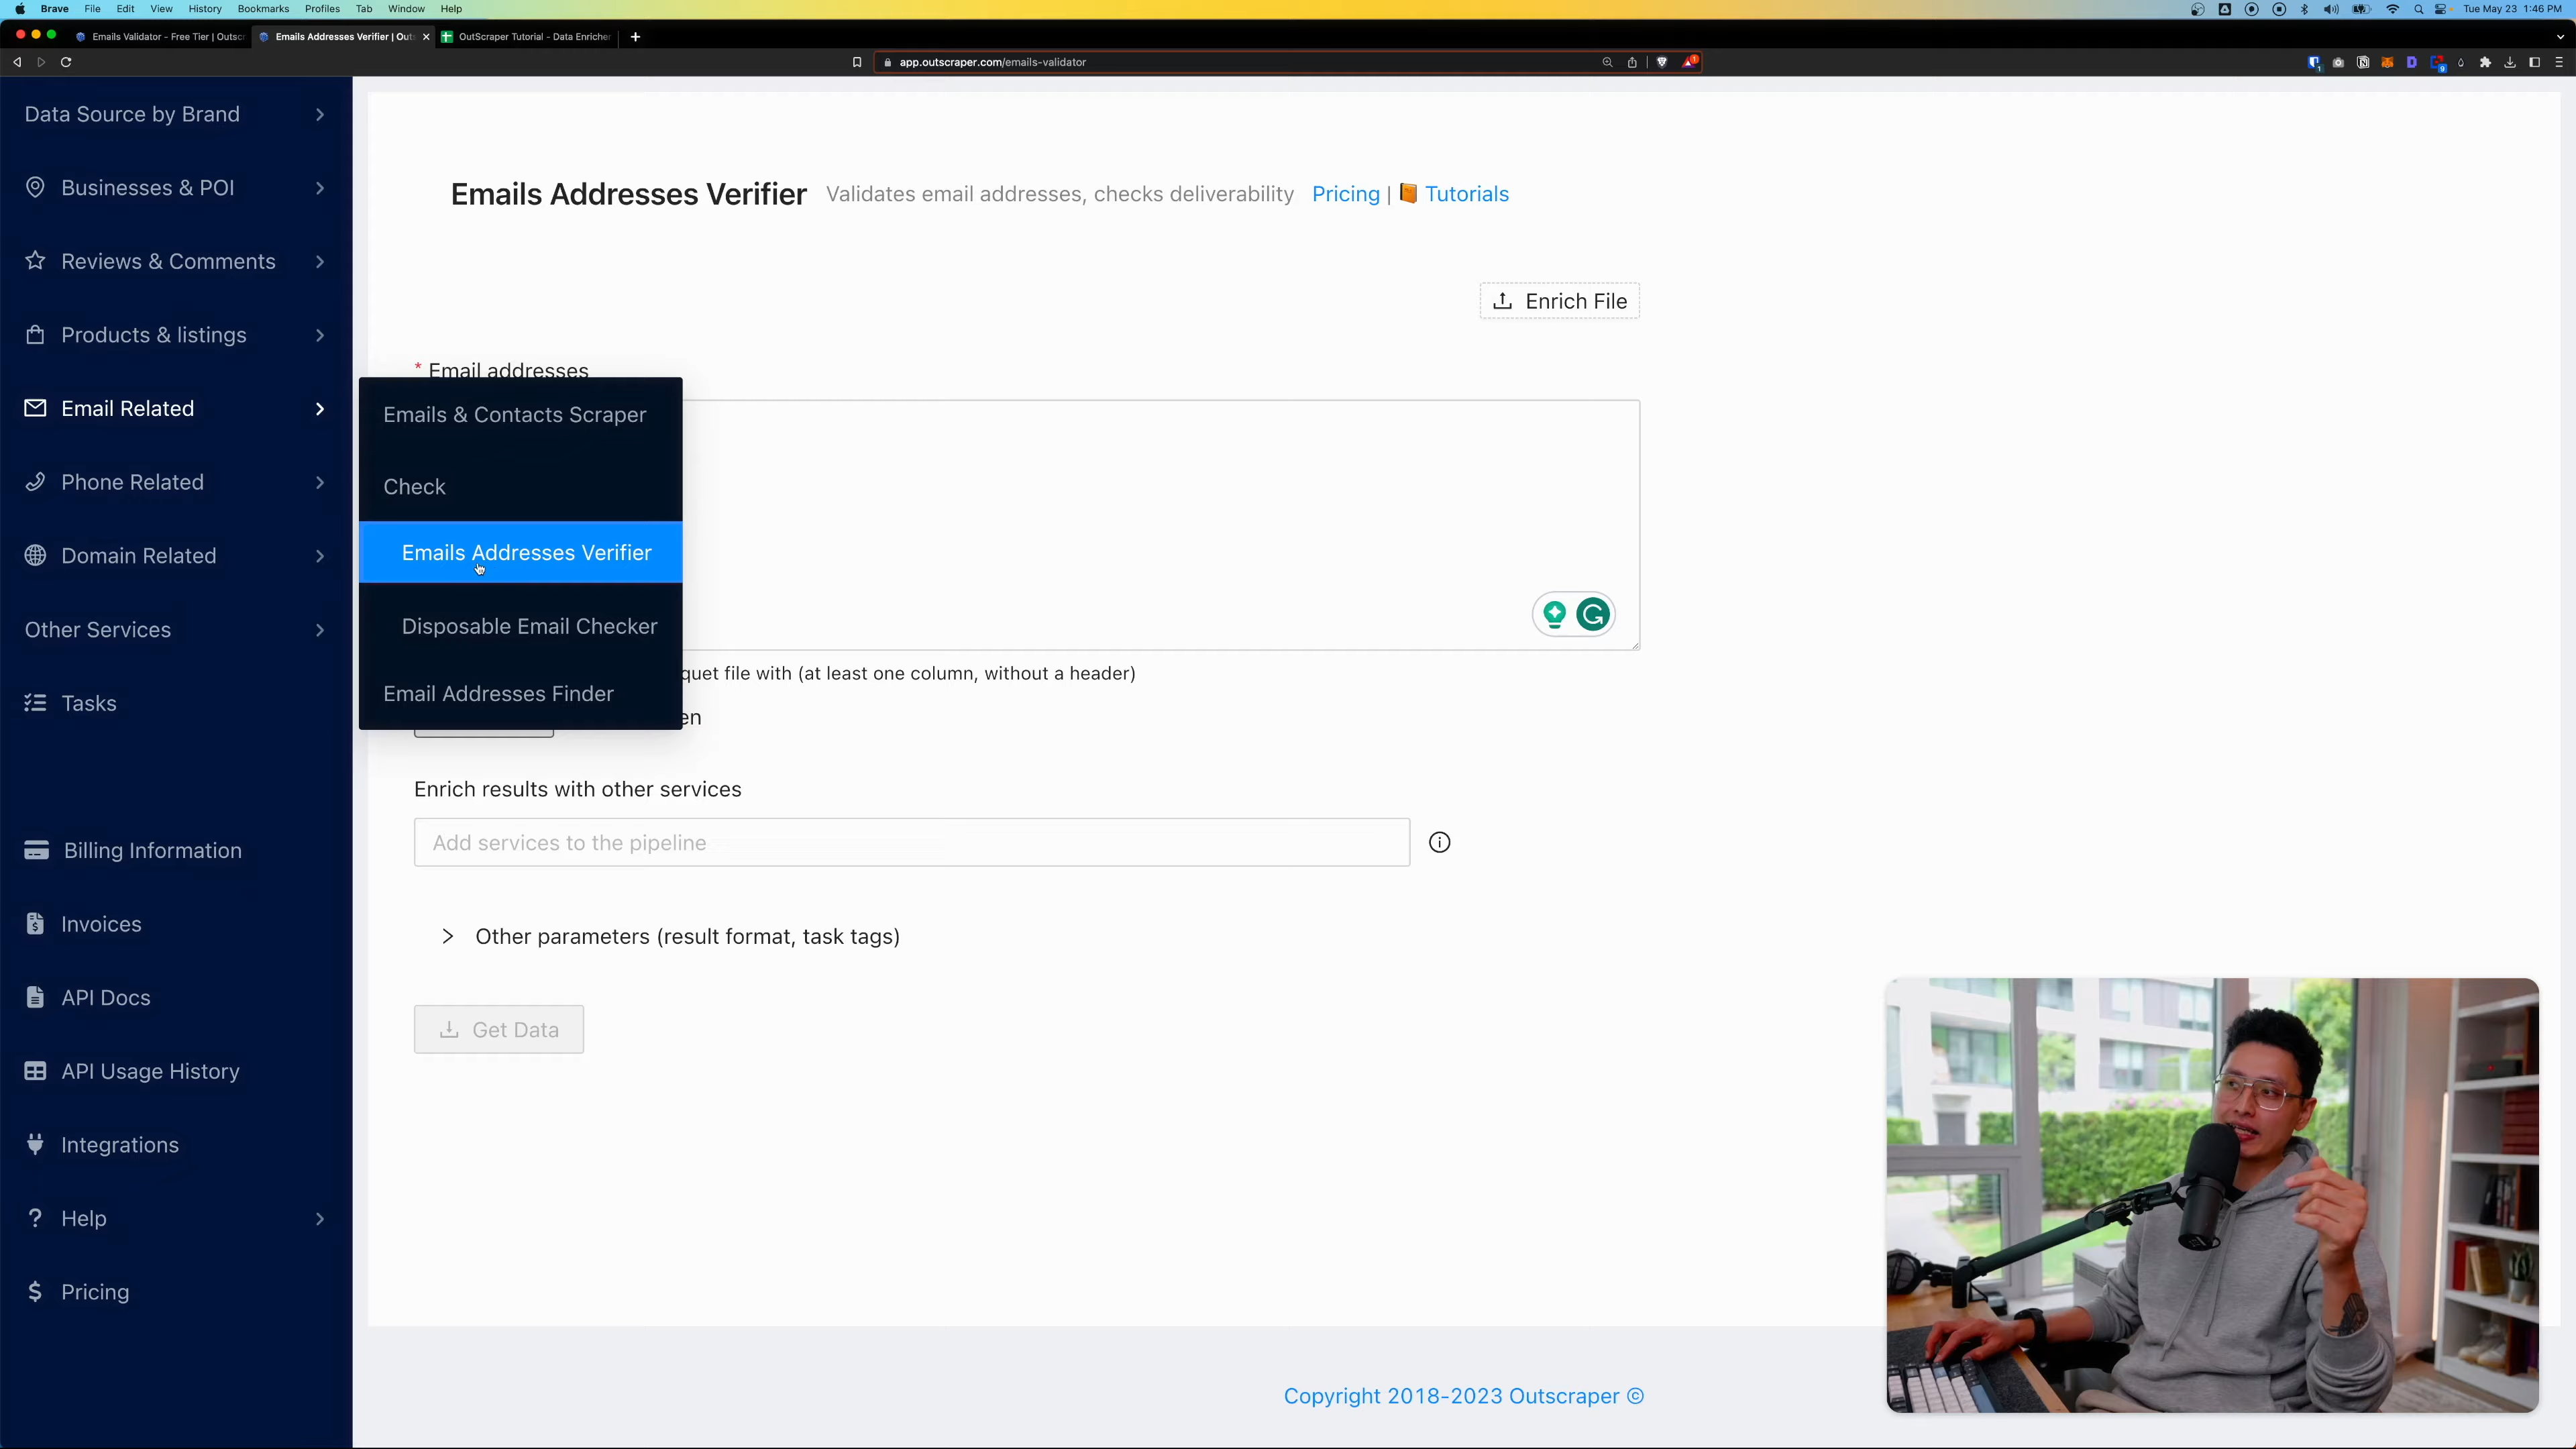 Brave File Edit View History Bookmarks Profiles Tab Window Help
Tue May 23 1:46 PM
Emails Validator - Free Tier | Outsc
Emails Addresses Verifier | Out
OutScraper Tutorial - Data Enricher
app.outscraper.com/emails-validator
Data Source by Brand
Businesses & POI
Reviews & Comments
Products & listings
Email Related
Phone Related
Domain Related
Other Services
Tasks
Billing Information
Invoices
API Docs
API Usage History
Integrations
Help
Pricing
Emails Addresses Verifier Validates email addresses, checks deliverability Pricing | Tutorials
Enrich File
* Email addresses
Emails & Contacts Scraper
Check
Emails Addresses Verifier
Disposable Email Checker
Email Addresses Finder
quet file with (at least one column, without a header)
en
Enrich results with other services
Add services to the pipeline
Other parameters (result format, task tags)
Get Data
Copyright 2018-2023 Outscraper ©